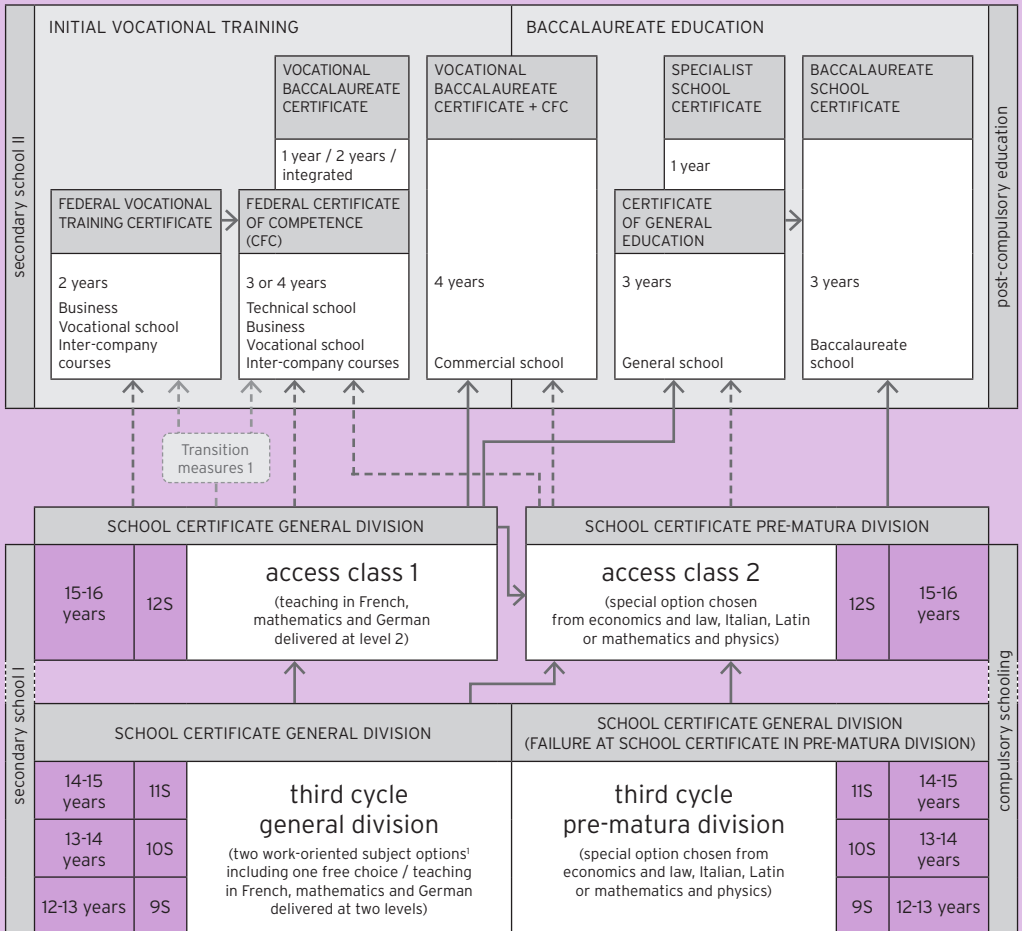 secondary school II
INITIAL VOCATIONAL TRAINING
BACCALAUREATE EDUCATION
post-compulsory education
VOCATIONAL
BACCALAUREATE
CERTIFICATE
1 year / 2 years /
integrated
VOCATIONAL
BACCALAUREATE
CERTIFICATE + CFC
4 years
Commercial school
SPECIALIST
SCHOOL
CERTIFICATE
1 year
BACCALAUREATE
SCHOOL
CERTIFICATE
3 years
Baccalaureate
school
FEDERAL VOCATIONAL
TRAINING CERTIFICATE
2 years
Business
Vocational school
Inter-company
courses
FEDERAL CERTIFICATE
OF COMPETENCE
(CFC)
3 or 4 years
Technical school
Business
Vocational school
Inter-company courses
CERTIFICATE
OF GENERAL
EDUCATION
3 years
General school
Transition
measures 1
secondary school I
compulsory schooling
SCHOOL CERTIFICATE GENERAL DIVISION
15-16
years
12S
access class 1
(teaching in French,
mathematics and German
delivered at level 2)
SCHOOL CERTIFICATE PRE-MATURA DIVISION
access class 2
(special option chosen
from economics and law, Italian, Latin
or mathematics and physics)
12S
15-16
years
SCHOOL CERTIFICATE GENERAL DIVISION
14-15
years
11S
13-14
years
10S
12-13 years
9S
third cycle
general division
(two work-oriented subject options¹
including one free choice / teaching
in French, mathematics and German
delivered at two levels)
SCHOOL CERTIFICATE GENERAL DIVISION
(FAILURE AT SCHOOL CERTIFICATE IN PRE-MATURA DIVISION)
third cycle
pre-matura division
(special option chosen from
economics and law, Italian, Latin
or mathematics and physics)
11S
14-15
years
10S
13-14
years
9S
12-13 years